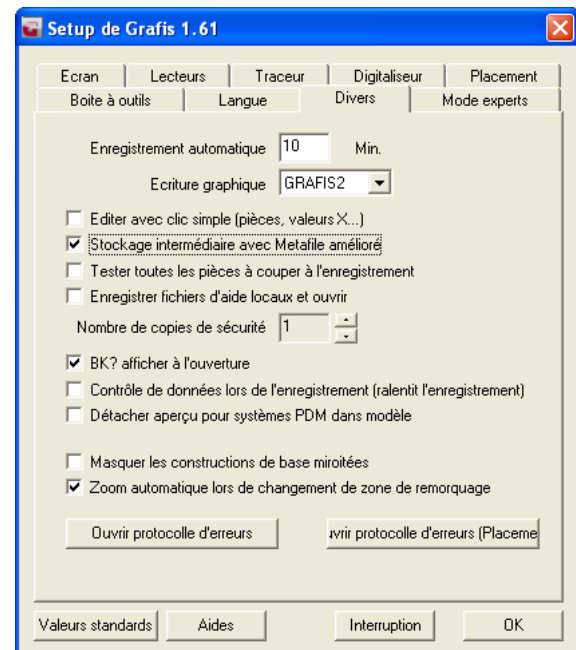 Setup de Grafis 1.61
Ecran Lecteurs Traceur Digitaliseur Placement
Boite à outils Langue Divers Mode experts
Enregistrement automatique 10 Min.
Ecriture graphique GRAFIS2
Editer avec clic simple (pièces, valeurs X...)
Stockage intermédiaire avec Metafile amélioré
Tester toutes les pièces à couper à l'enregistrement
Enregistrer fichiers d'aide locaux et ouvrir
Nombre de copies de sécurité 1
BK? afficher à l'ouverture
Contrôle de données lors de l'enregistrement (ralentit l'enregistrement)
Détacher aperçu pour systèmes PDM dans modèle
Masquer les constructions de base miroitées
Zoom automatique lors de changement de zone de remorquage
Ouvrir protocolle d'erreurs vrir protocolle d'erreurs (Placeme
Valeurs standards Aides Interruption OK